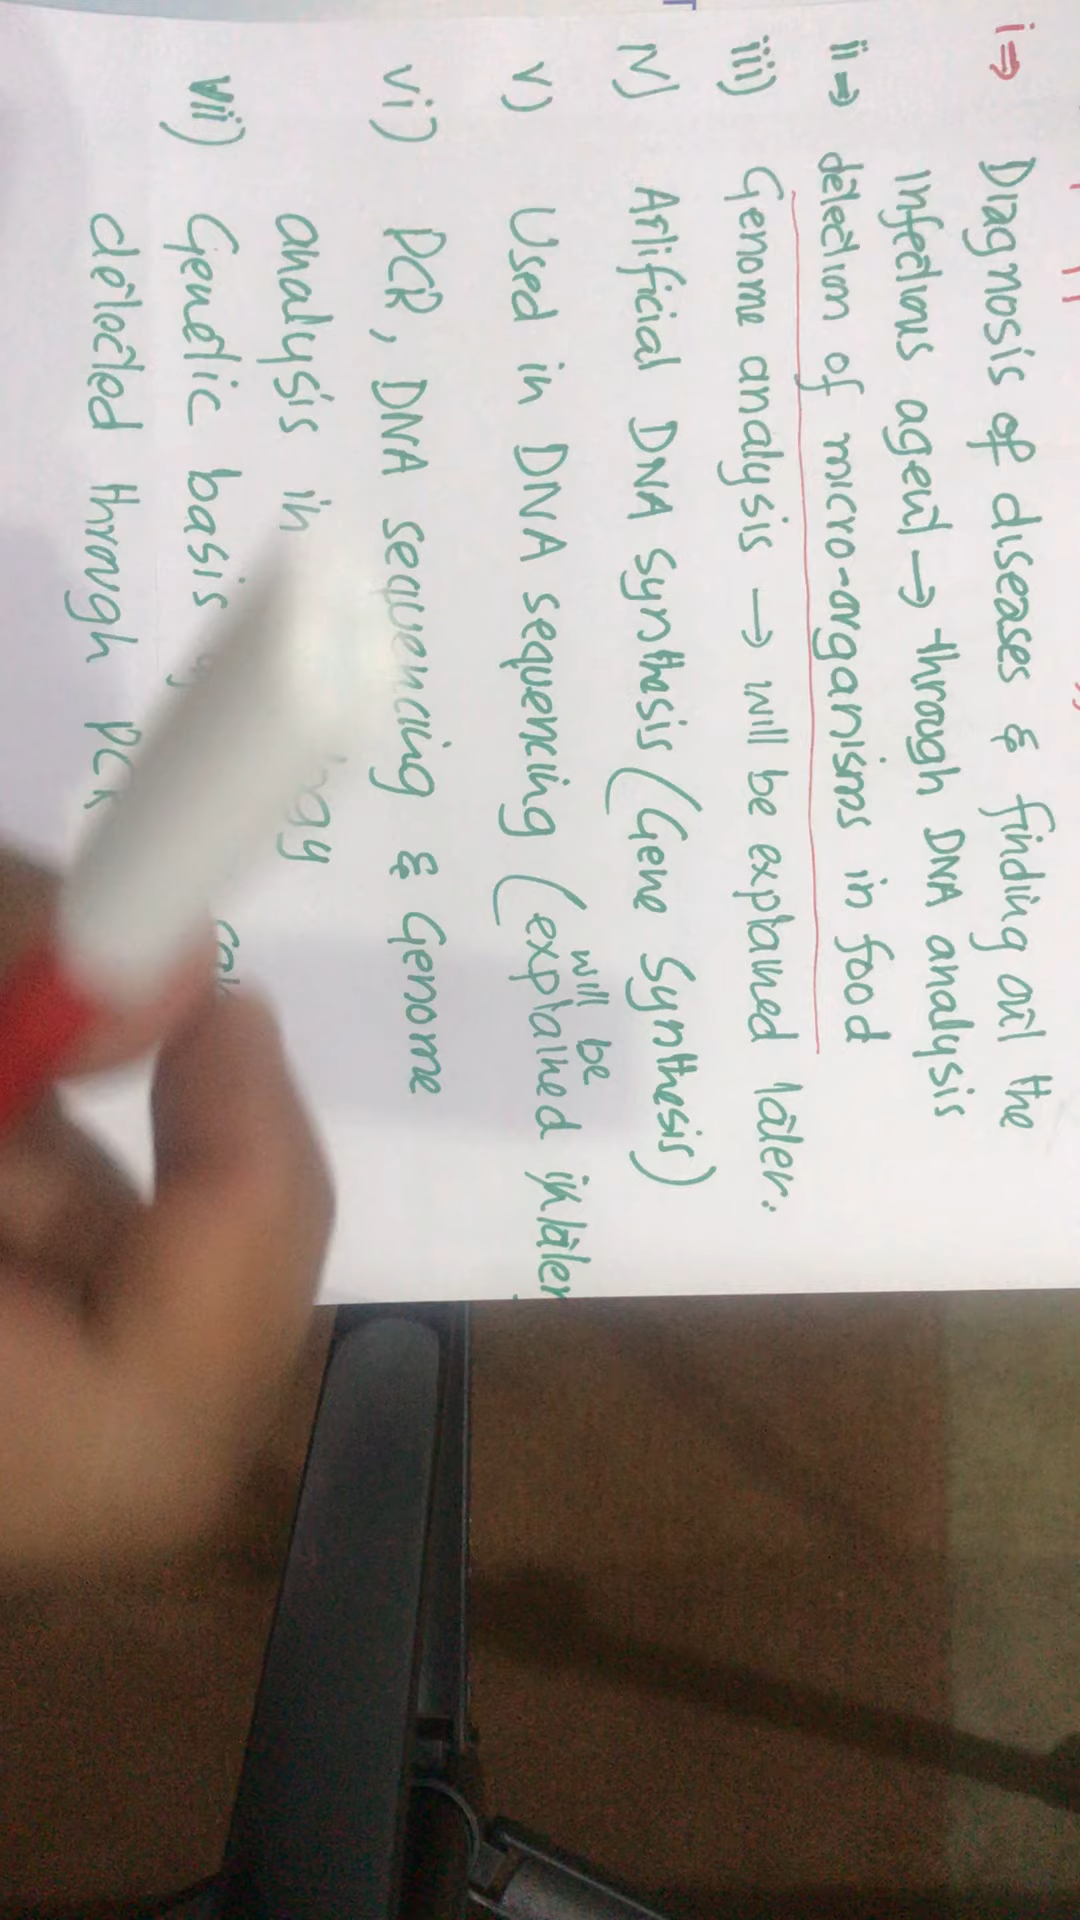 i⇒ Diagnosis of diseases & finding out the
infectious agent → through DNA analysis
ii⇒ detection of micro-organisms in food
iii) Genome analysis → will be explained later.
iv) Artificial DNA synthesis (Gene Synthesis)
will be
v) Used in DNA sequencing (explained in later
vi) PCR, DNA sequencing & Genome
analysis in
vii) Genetic basis
detected through PCR